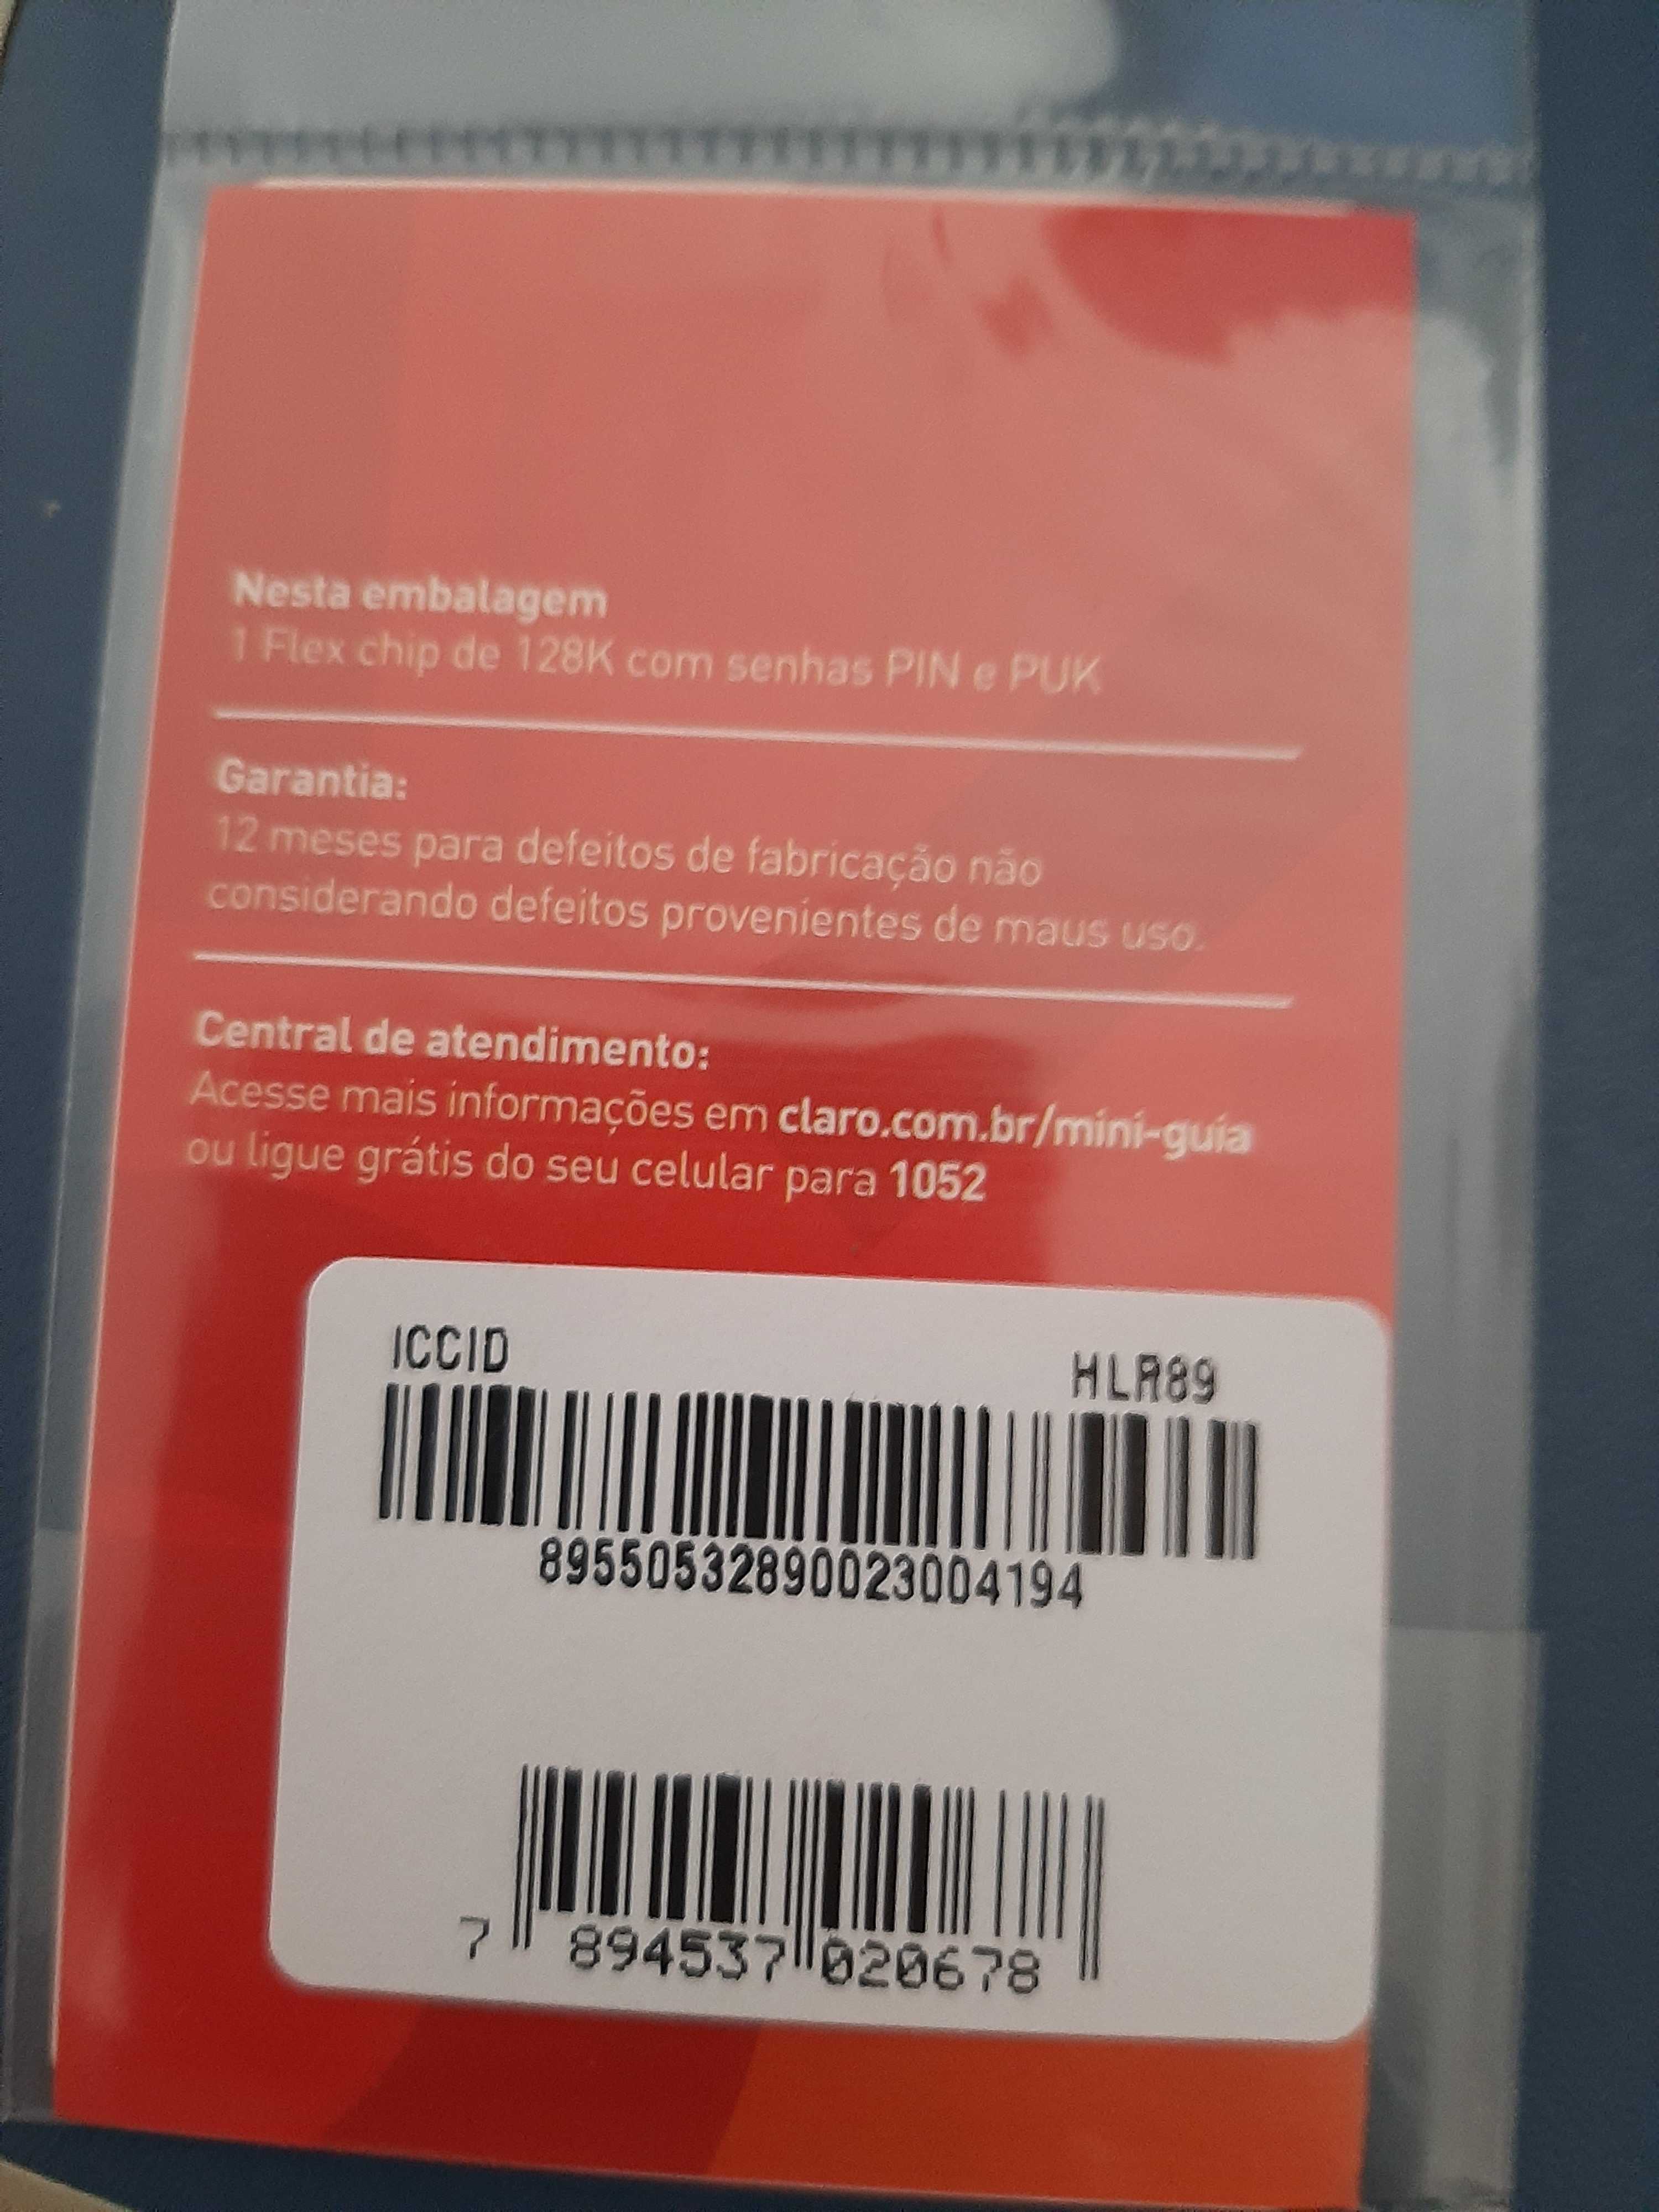 Nesta embalagem
1 Flex chip de 128K com senhas PIN e PUK
Garantia:
12 meses para defeitos de fabricação não
considerando defeitos provenientes de maus uso.
Central de atendimento:
Acesse mais informações em claro.com.br/mini-guia
ou ligue grátis do seu celular para 1052
ICCID HLR89
89550532890023004194
7 894537 020678